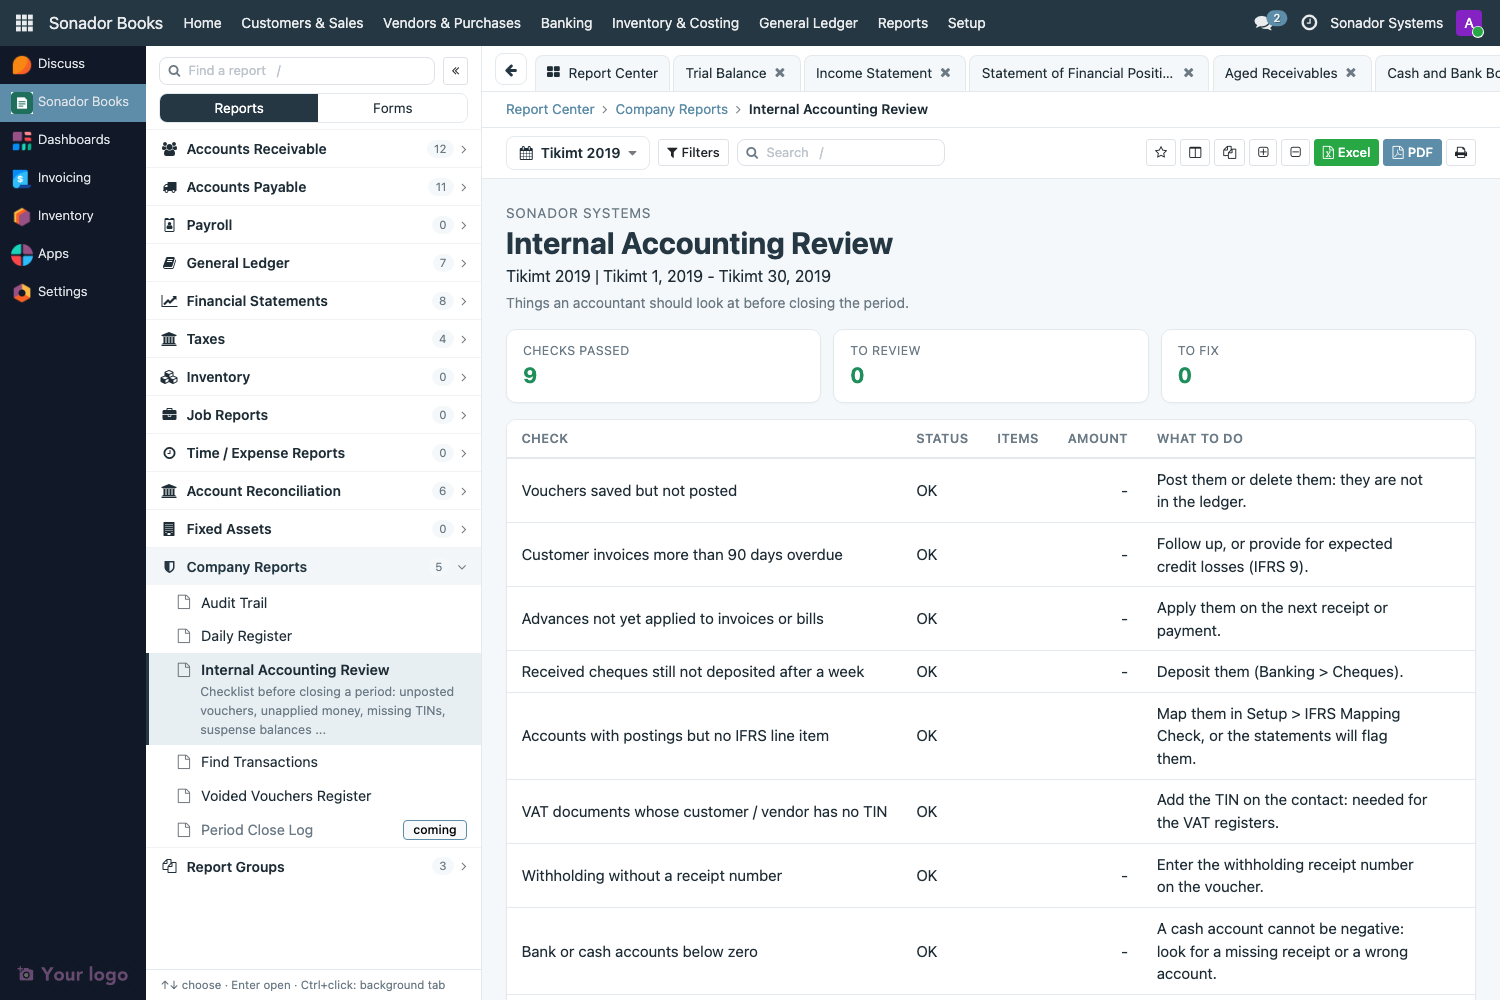 Sonador Books
Home
Customers & Sales
Vendors & Purchases
Banking
Inventory & Costing
General Ledger
Reports
Setup
2
Sonador Systems
A
Discuss
Sonador Books
Dashboards
Invoicing
Inventory
Apps
Settings
Your logo
Find a report /
«
Reports
Forms
Accounts Receivable 12
Accounts Payable 11
Payroll 0
General Ledger 7
Financial Statements 8
Taxes 4
Inventory 0
Job Reports 0
Time / Expense Reports 0
Account Reconciliation 6
Fixed Assets 0
Company Reports 5
Audit Trail
Daily Register
Internal Accounting Review
Checklist before closing a period: unposted
vouchers, unapplied money, missing TINs,
suspense balances ...
Find Transactions
Voided Vouchers Register
Period Close Log coming
Report Groups 3
↑↓ choose · Enter open · Ctrl+click: background tab
Report Center
Trial Balance
Income Statement
Statement of Financial Positi...
Aged Receivables
Cash and Bank Bo
Report Center > Company Reports > Internal Accounting Review
Tikimt 2019
Filters
Search /
Excel
PDF
SONADOR SYSTEMS
Internal Accounting Review
Tikimt 2019 | Tikimt 1, 2019 - Tikimt 30, 2019
Things an accountant should look at before closing the period.
CHECKS PASSED
9
TO REVIEW
0
TO FIX
0
CHECK STATUS ITEMS AMOUNT WHAT TO DO
Vouchers saved but not posted OK - Post them or delete them: they are not
in the ledger.
Customer invoices more than 90 days overdue OK - Follow up, or provide for expected
credit losses (IFRS 9).
Advances not yet applied to invoices or bills OK - Apply them on the next receipt or
payment.
Received cheques still not deposited after a week OK - Deposit them (Banking > Cheques).
Accounts with postings but no IFRS line item OK Map them in Setup > IFRS Mapping
Check, or the statements will flag
them.
VAT documents whose customer / vendor has no TIN OK Add the TIN on the contact: needed for
the VAT registers.
Withholding without a receipt number OK - Enter the withholding receipt number
on the voucher.
Bank or cash accounts below zero OK - A cash account cannot be negative:
look for a missing receipt or a wrong
account.